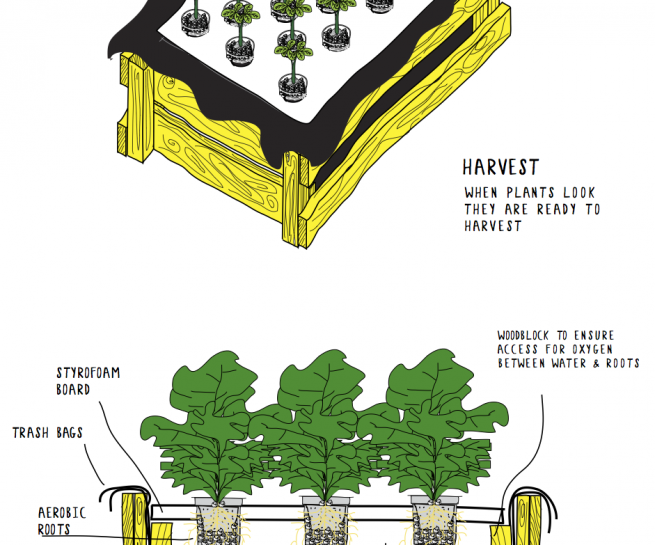 HARVEST
WHEN PLANTS LOOK
THEY ARE READY TO
HARVEST
WOODBLOCK TO ENSURE
ACCESS FOR OXYGEN
BETWEEN WATER & ROOTS
STYROFOAM
BOARD
TRASH BAGS
AEROBIC
ROOTS